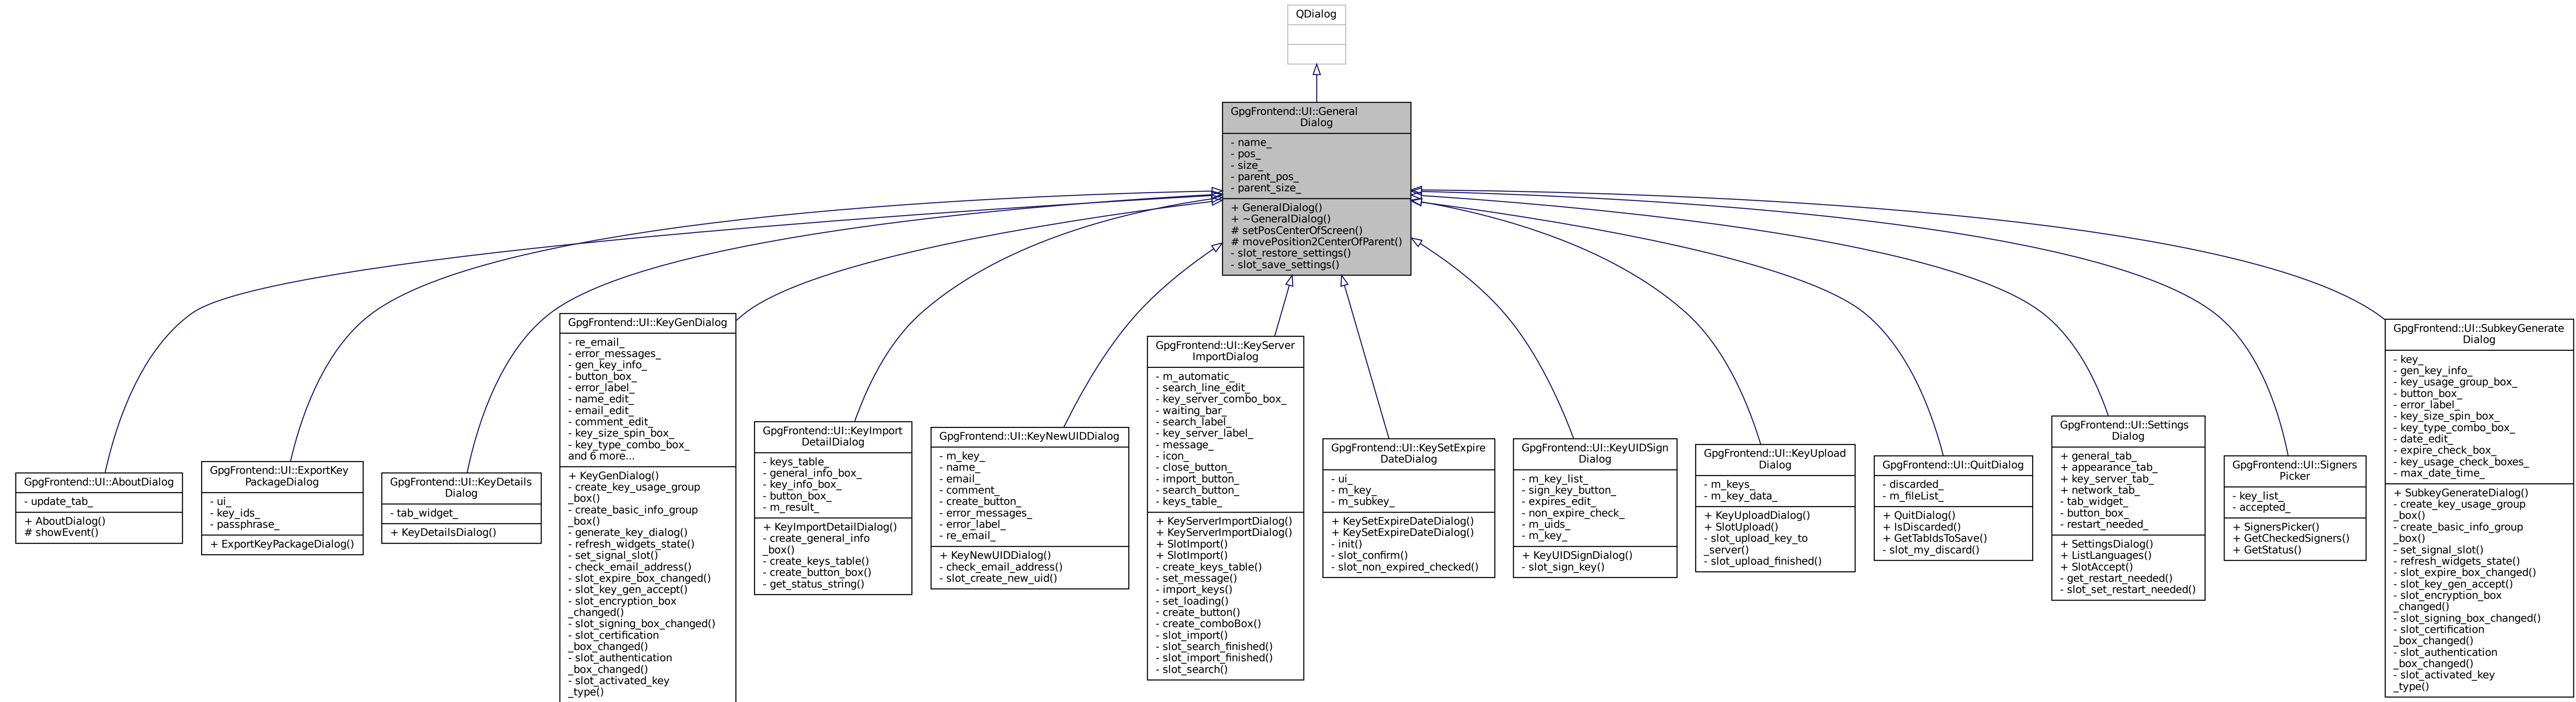 QDialog
GpgFrontend::UI::General
Dialog
- name_
- pos_
- size_
- parent_pos_
- parent_size_
+ GeneralDialog()
+ ~GeneralDialog()
# setPosCenterOfScreen()
# movePosition2CenterOfParent()
- slot_restore_settings()
- slot_save_settings()
GpgFrontend::UI::AboutDialog
- update_tab_
+ AboutDialog()
# showEvent()
GpgFrontend::UI::ExportKey
PackageDialog
- ui_
- key_ids_
- passphrase_
+ ExportKeyPackageDialog()
GpgFrontend::UI::KeyDetails
Dialog
- tab_widget_
+ KeyDetailsDialog()
GpgFrontend::UI::KeyGenDialog
- re_email_
- error_messages_
- gen_key_info_
- button_box_
- error_label_
- name_edit_
- email_edit_
- comment_edit_
- key_size_spin_box_
- key_type_combo_box_
and 6 more...
+ KeyGenDialog()
- create_key_usage_group
_box()
- create_basic_info_group
_box()
- generate_key_dialog()
- refresh_widgets_state()
- set_signal_slot()
- check_email_address()
- slot_expire_box_changed()
- slot_key_gen_accept()
- slot_encryption_box
_changed()
- slot_signing_box_changed()
- slot_certification
_box_changed()
- slot_authentication
_box_changed()
- slot_activated_key
_type()
GpgFrontend::UI::KeyImport
DetailDialog
- keys_table_
- general_info_box_
- key_info_box_
- button_box_
- m_result_
+ KeyImportDetailDialog()
- create_general_info
_box()
- create_keys_table()
- create_button_box()
- get_status_string()
GpgFrontend::UI::KeyNewUIDDialog
- m_key_
- name_
- email_
- comment_
- create_button_
- error_messages_
- error_label_
- re_email_
+ KeyNewUIDDialog()
- check_email_address()
- slot_create_new_uid()
GpgFrontend::UI::KeyServer
ImportDialog
- m_automatic_
- search_line_edit_
- key_server_combo_box_
- waiting_bar_
- search_label_
- key_server_label_
- message_
- icon_
- close_button_
- import_button_
- search_button_
- keys_table_
+ KeyServerImportDialog()
+ KeyServerImportDialog()
+ SlotImport()
+ SlotImport()
- create_keys_table()
- set_message()
- import_keys()
- set_loading()
- create_button()
- create_comboBox()
- slot_import()
- slot_search_finished()
- slot_import_finished()
- slot_search()
GpgFrontend::UI::KeySetExpire
DateDialog
- ui_
- m_key_
- m_subkey_
+ KeySetExpireDateDialog()
+ KeySetExpireDateDialog()
- init()
- slot_confirm()
- slot_non_expired_checked()
GpgFrontend::UI::KeyUIDSign
Dialog
- m_key_list_
- sign_key_button_
- expires_edit_
- non_expire_check_
- m_uids_
- m_key_
+ KeyUIDSignDialog()
- slot_sign_key()
GpgFrontend::UI::KeyUpload
Dialog
- m_keys_
- m_key_data_
+ KeyUploadDialog()
+ SlotUpload()
- slot_upload_key_to
_server()
- slot_upload_finished()
GpgFrontend::UI::QuitDialog
- discarded_
- m_fileList_
+ QuitDialog()
+ IsDiscarded()
+ GetTabIdsToSave()
- slot_my_discard()
GpgFrontend::UI::Settings
Dialog
+ general_tab_
+ appearance_tab_
+ key_server_tab_
+ network_tab_
- tab_widget_
- button_box_
- restart_needed_
+ SettingsDialog()
+ ListLanguages()
+ SlotAccept()
- get_restart_needed()
- slot_set_restart_needed()
GpgFrontend::UI::Signers
Picker
- key_list_
- accepted_
+ SignersPicker()
+ GetCheckedSigners()
+ GetStatus()
GpgFrontend::UI::SubkeyGenerate
Dialog
- key_
- gen_key_info_
- key_usage_group_box_
- button_box_
- error_label_
- key_size_spin_box_
- key_type_combo_box_
- date_edit_
- expire_check_box_
- key_usage_check_boxes_
- max_date_time_
+ SubkeyGenerateDialog()
- create_key_usage_group
_box()
- create_basic_info_group
_box()
- set_signal_slot()
- refresh_widgets_state()
- slot_expire_box_changed()
- slot_key_gen_accept()
- slot_encryption_box
_changed()
- slot_signing_box_changed()
- slot_certification
_box_changed()
- slot_authentication
_box_changed()
- slot_activated_key
_type()